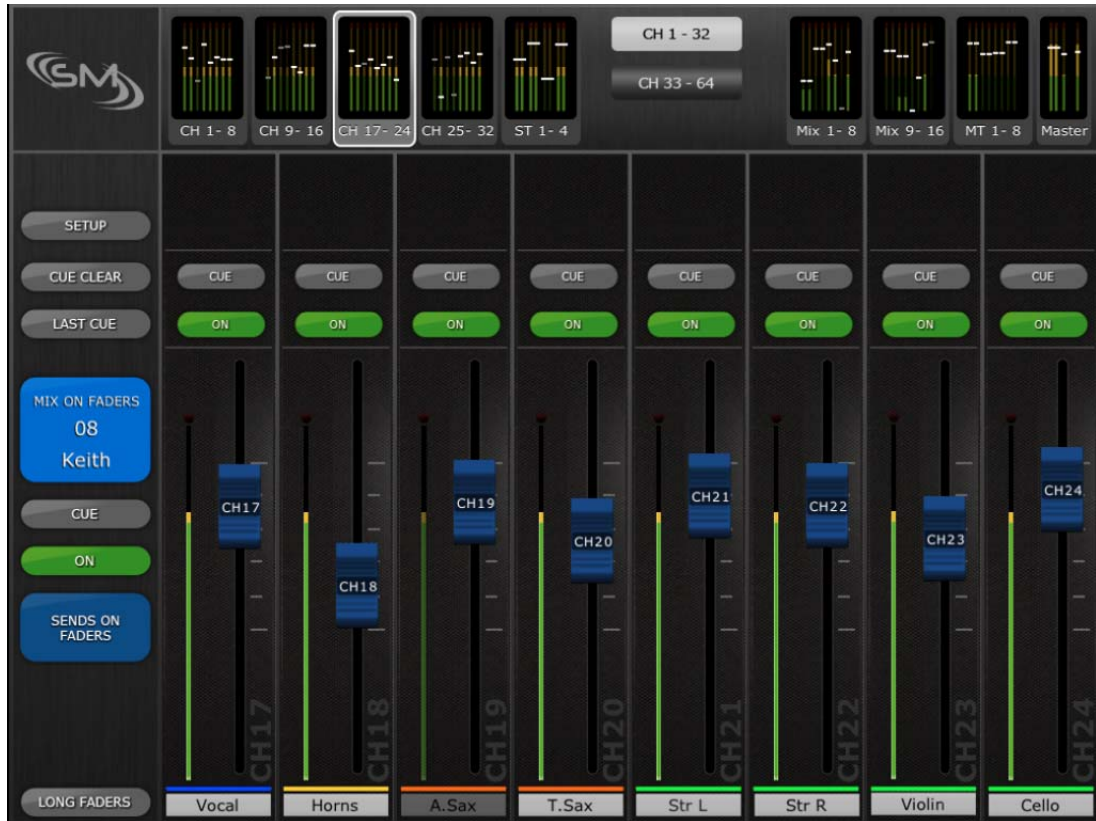 SM
CH 1- 8
CH 9- 16
CH 17- 24
CH 25- 32
ST 1- 4
CH 1 - 32
CH 33 - 64
Mix 1- 8
Mix 9- 16
MT 1- 8
Master
SETUP
CUE CLEAR
LAST CUE
MIX ON FADERS
08
Keith
CUE
ON
SENDS ON
FADERS
LONG FADERS
CUE
ON
CH17
CH17
Vocal
CUE
ON
CH18
CH18
Horns
CUE
ON
CH19
CH19
A.Sax
CUE
ON
CH20
CH20
T.Sax
CUE
ON
CH21
CH21
Str L
CUE
ON
CH22
CH22
Str R
CUE
ON
CH23
CH23
Violin
CUE
ON
CH24
CH24
Cello